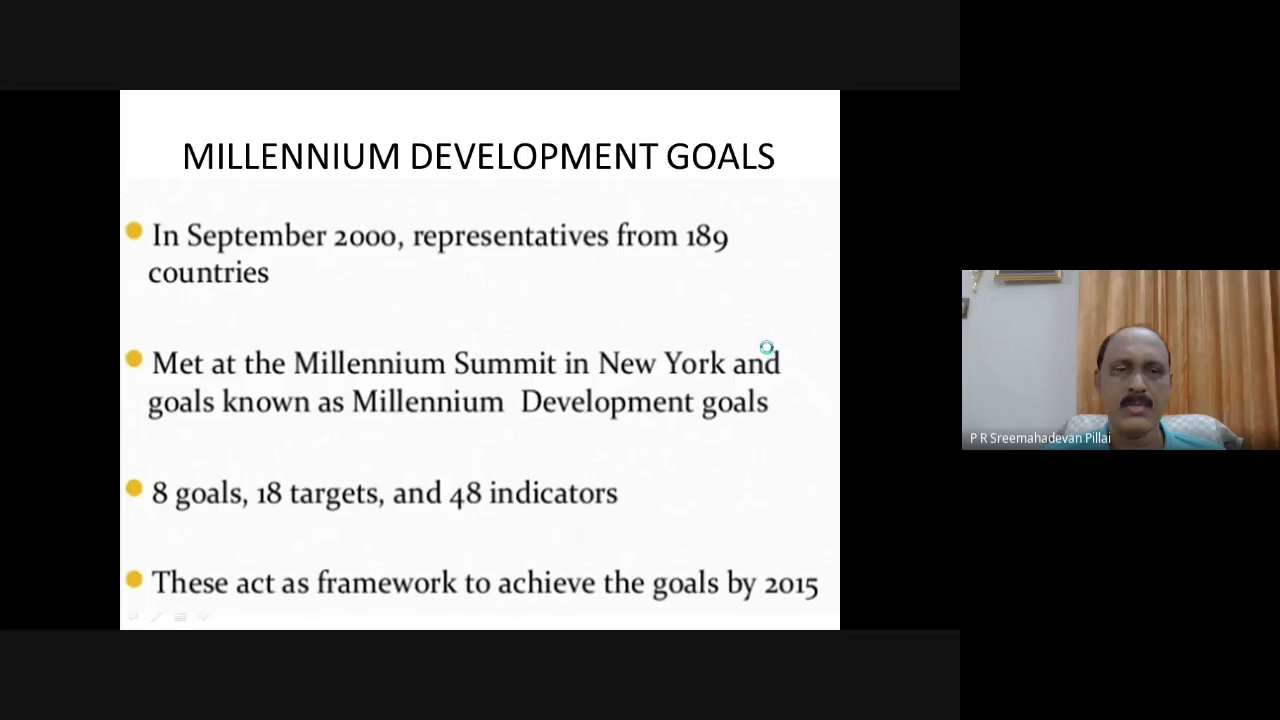 MILLENNIUM DEVELOPMENT GOALS
In September 2000, representatives from 189
countries
Met at the Millennium Summit in New York and
goals known as Millennium Development goals
8 goals, 18 targets, and 48 indicators
These act as framework to achieve the goals by 2015
P R Sreemahadevan Pillai